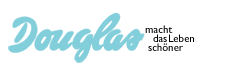 Douglas
macht
das Leben
schöner